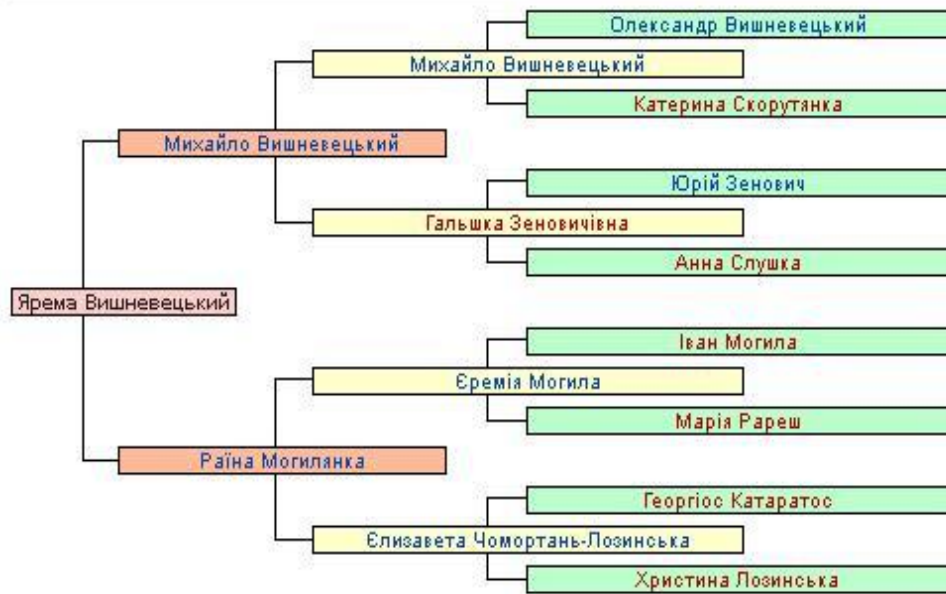 Олександр Вишневецький
Михайло Вишневецький
Катерина Скорутянка
Михайло Вишневецький
Юрій Зенович
Гальшка Зеновичівна
Анна Слушка
Ярема Вишневецький
Іван Могила
Єремія Могила
Марія Рареш
Раїна Могилянка
Георгіос Катаратос
Єлизавета Чомортань-Лозинська
Христина Лозинська